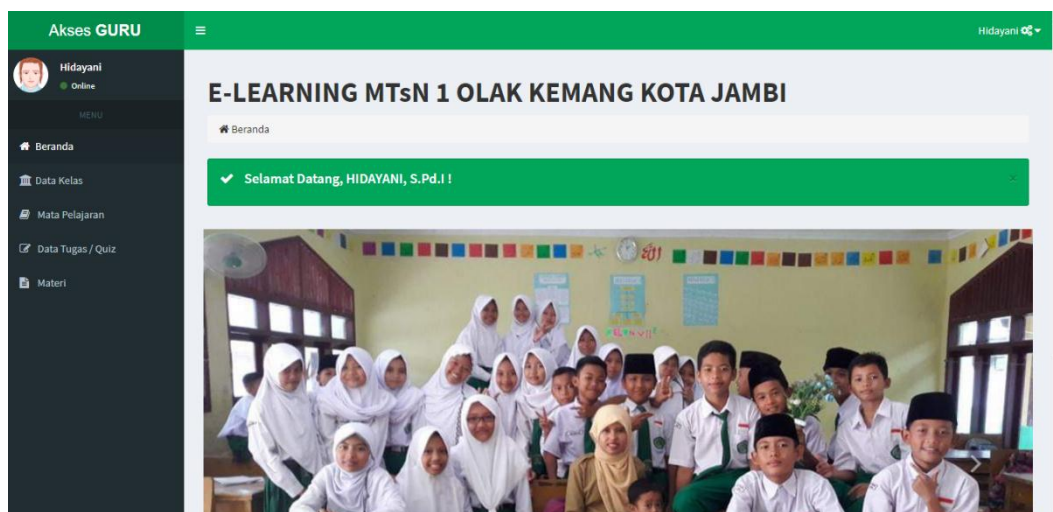 Akses GURU
Hidayani
Hidayani
Online
MENU
Beranda
Data Kelas
Mata Pelajaran
Data Tugas / Quiz
Materi
E-LEARNING MTsN 1 OLAK KEMANG KOTA JAMBI
Beranda
Selamat Datang, HIDAYANI, S.Pd.I !